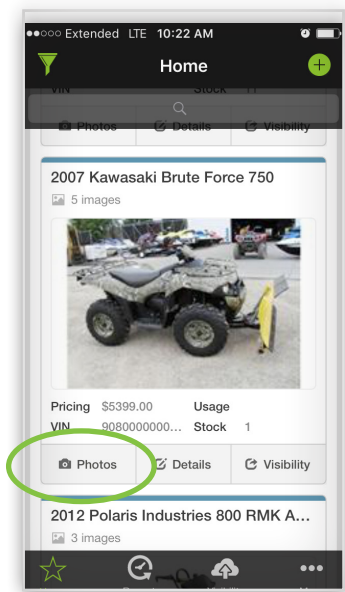 Extended LTE 10:22 AM
Home
VIN Stock 11
Photos Details Visibility
2007 Kawasaki Brute Force 750
5 images
Pricing $5399.00 Usage
VIN 9080000000... Stock 1
Photos Details Visibility
2012 Polaris Industries 800 RMK A...
3 images